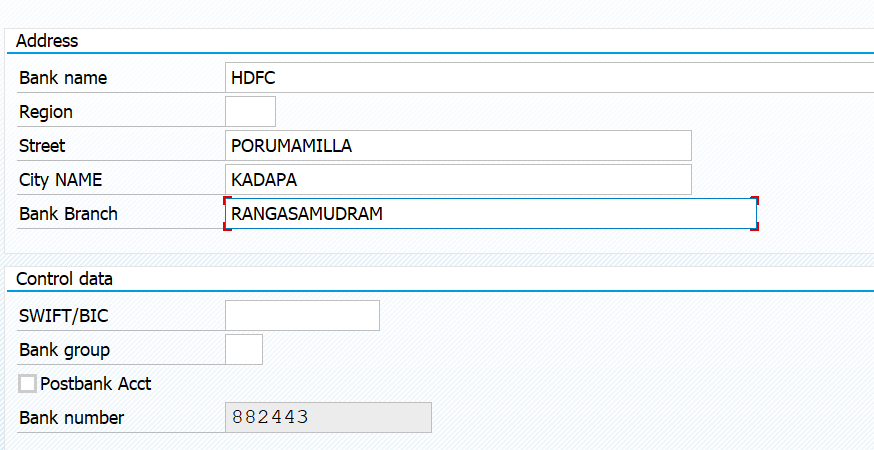 Address
Bank name HDFC
Region
Street PORUMAMILLA
City NAME KADAPA
Bank Branch RANGASAMUDRAM
Control data
SWIFT/BIC
Bank group
Postbank Acct
Bank number 882443